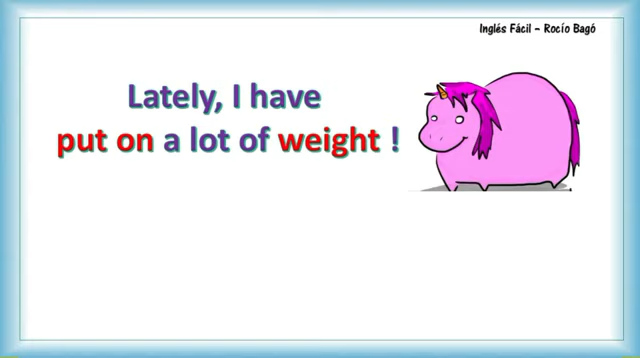 Inglés Fácil – Rocío Bagó
Lately, I have
put on a lot of weight !